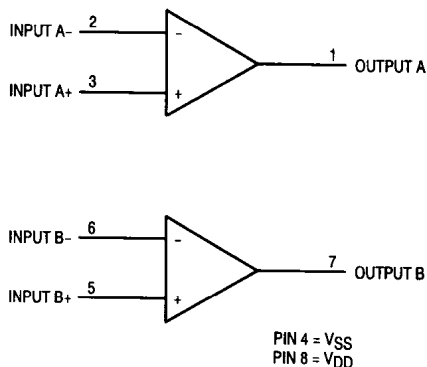 INPUT A– 2
–
1 OUTPUT A
INPUT A+ 3
+
INPUT B– 6
–
7 OUTPUT B
INPUT B+ 5
+
PIN 4 = VSS
PIN 8 = VDD